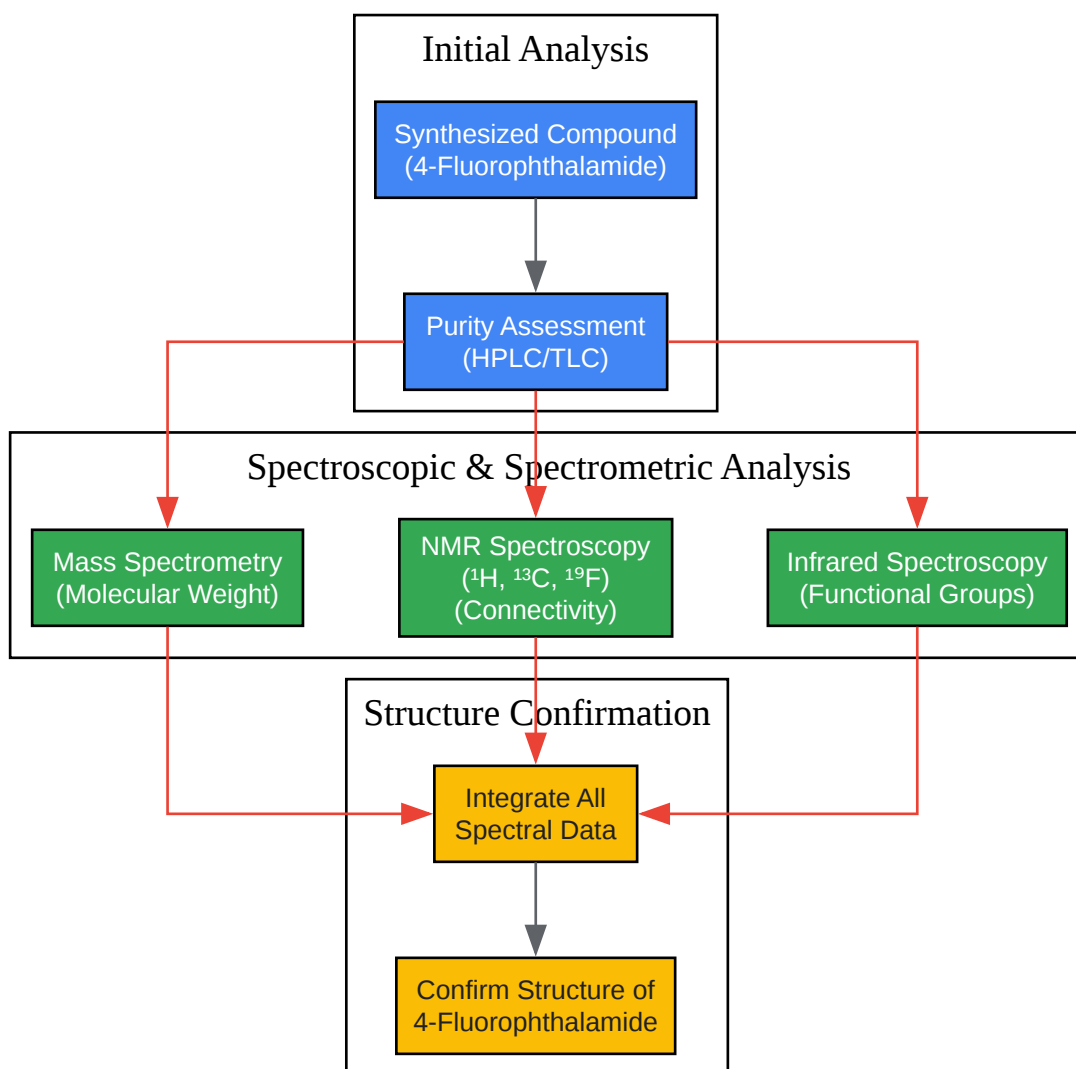 Initial Analysis
Synthesized Compound
(4-Fluorophthalamide)
Purity Assessment
(HPLC/TLC)
Spectroscopic & Spectrometric Analysis
Mass Spectrometry
(Molecular Weight)
NMR Spectroscopy
(¹H, ¹³C, ¹⁹F)
(Connectivity)
Infrared Spectroscopy
(Functional Groups)
Structure Confirmation
Integrate All
Spectral Data
Confirm Structure of
4-Fluorophthalamide